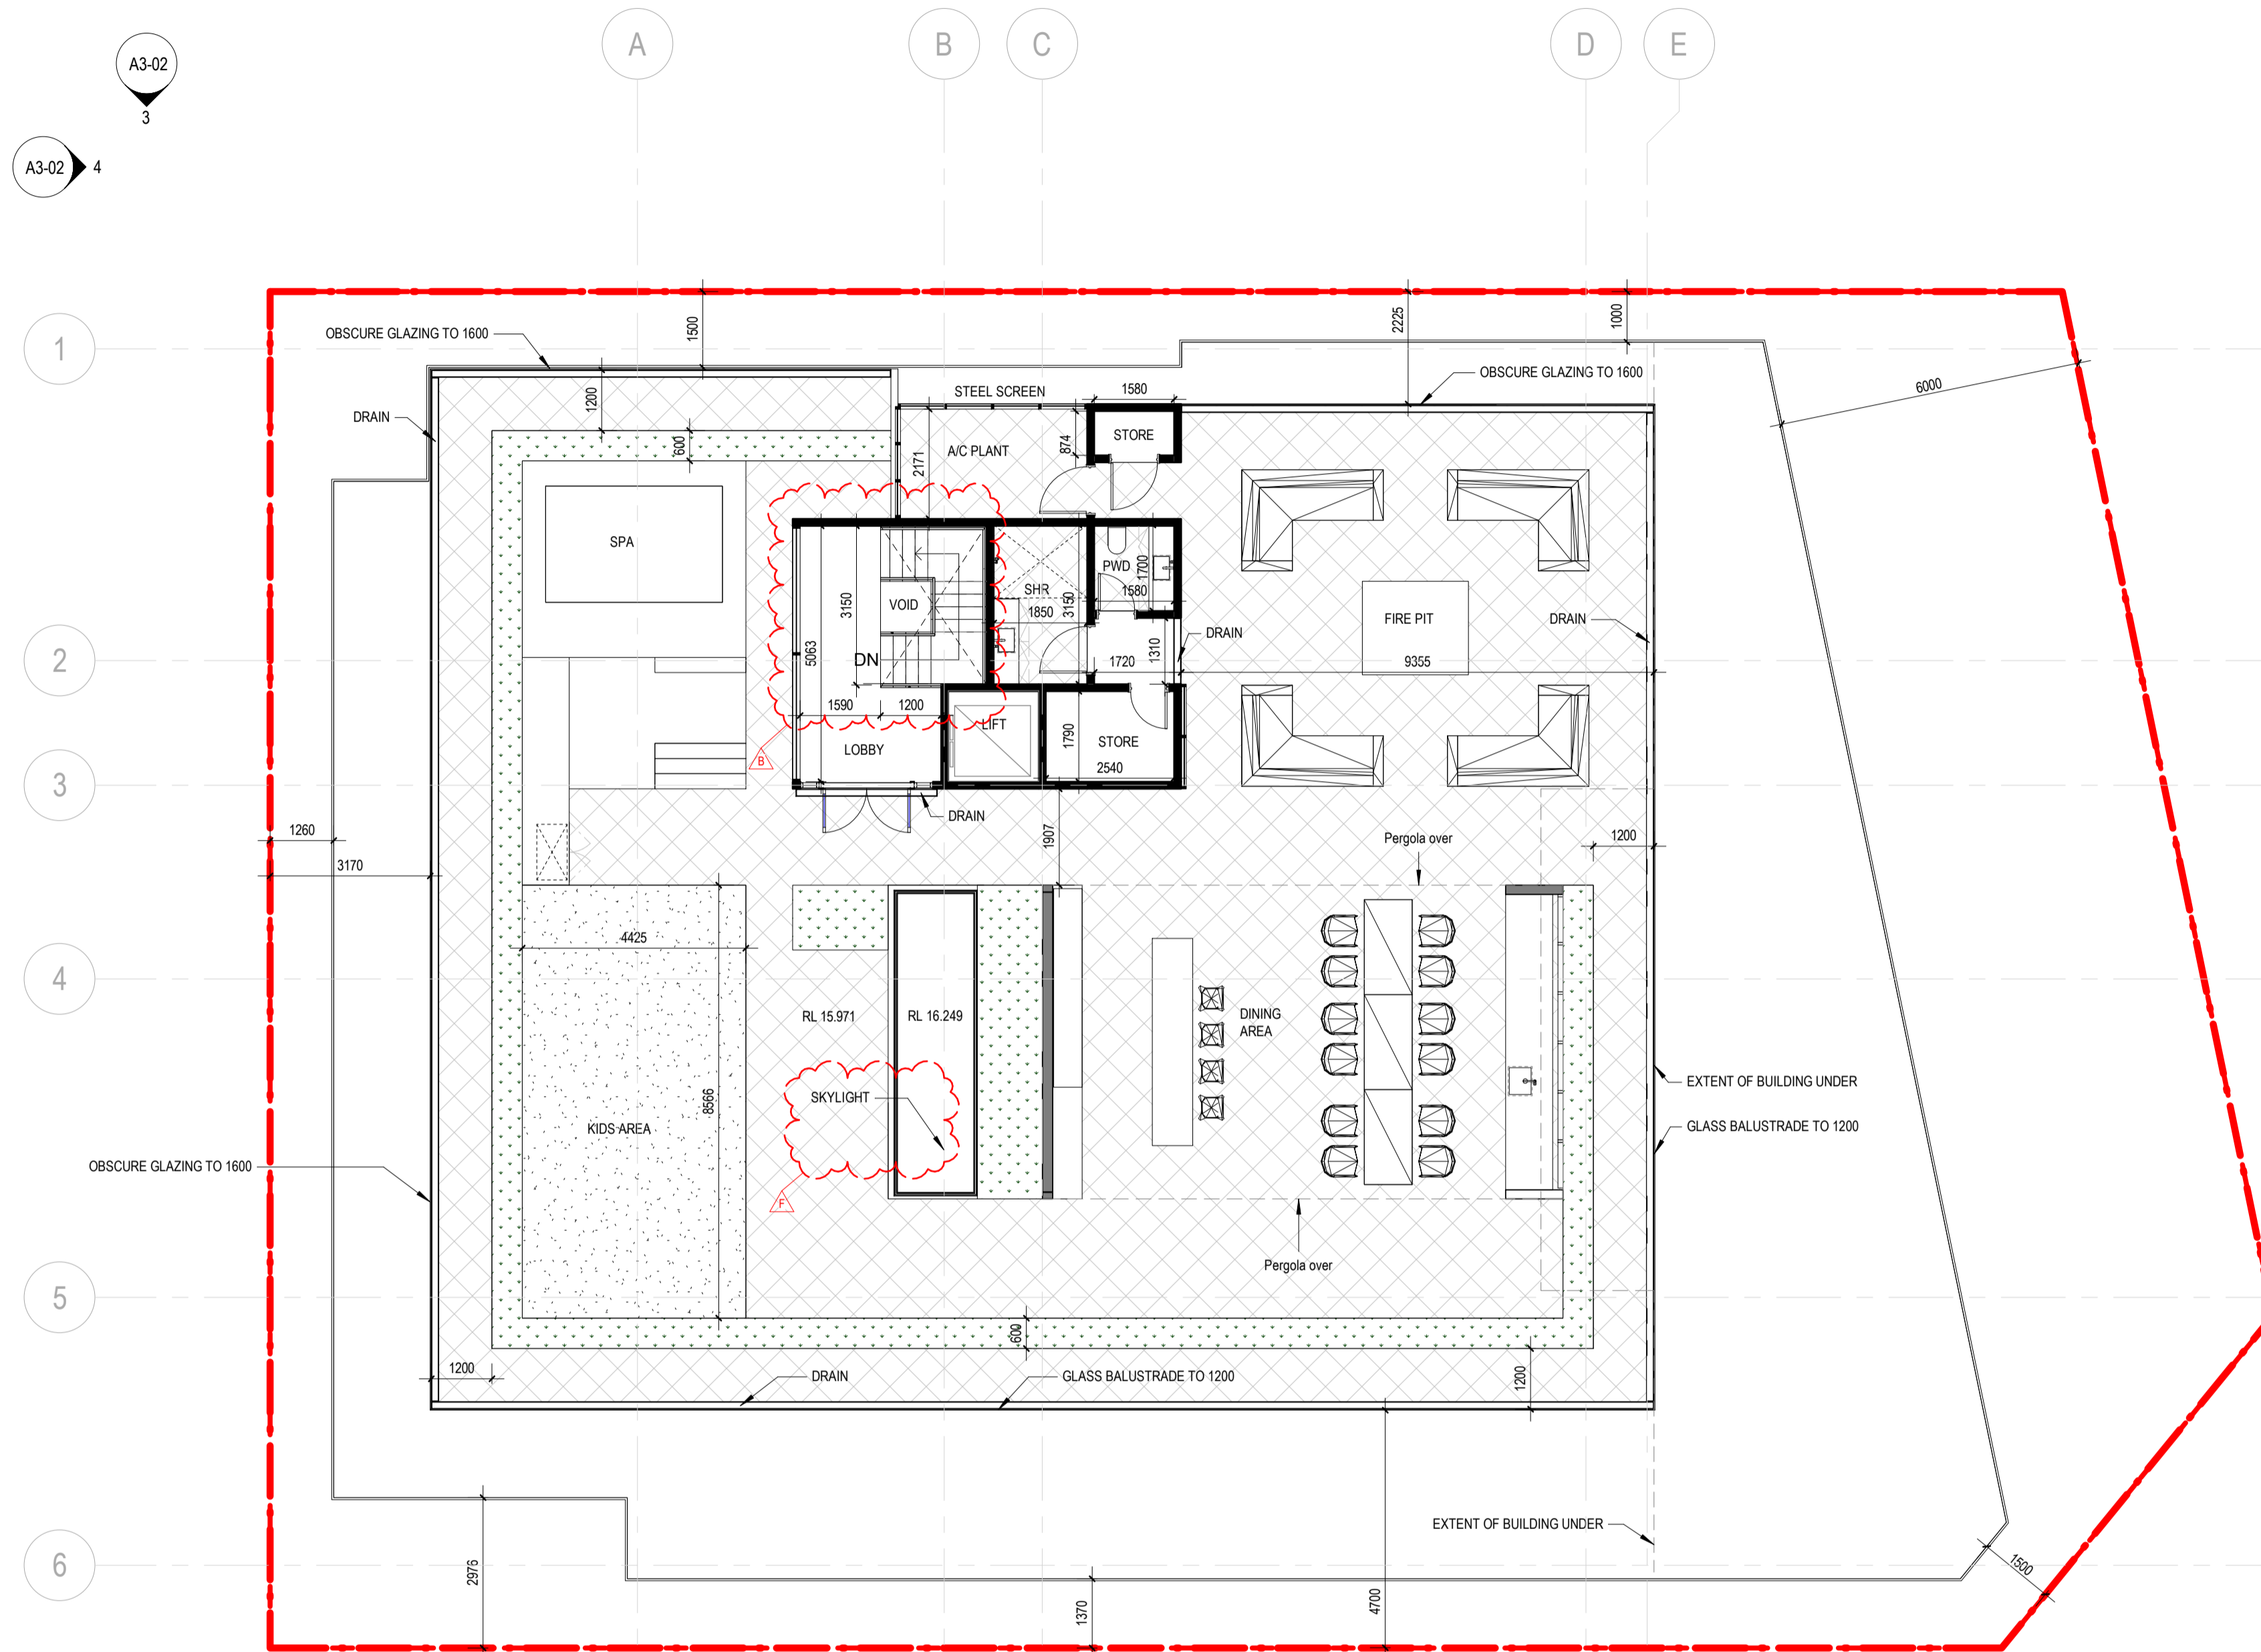 A
B
C
D
E
A3-02
3
A3-02
4
1
OBSCURE GLAZING TO 1600
1500
2225
1000
6000
1200
STEEL SCREEN
1580
OBSCURE GLAZING TO 1600
DRAIN
600
2171
A/C PLANT
874
STORE
SPA
VOID
3150
5063
DN
SHR
1850
3150
PWD
1700
1580
FIRE PIT
DRAIN
DRAIN
2
1720
1310
9355
1590
1200
LIFT
LOBBY
B
1790
STORE
2540
3
DRAIN
1260
3170
1907
Pergola over
1200
4425
4
RL 15.971
RL 16.249
DINING
AREA
SKYLIGHT
8566
KIDS AREA
EXTENT OF BUILDING UNDER
GLASS BALUSTRADE TO 1200
OBSCURE GLAZING TO 1600
F
Pergola over
5
600
1200
DRAIN
GLASS BALUSTRADE TO 1200
1200
EXTENT OF BUILDING UNDER
6
2976
1370
4700
1500